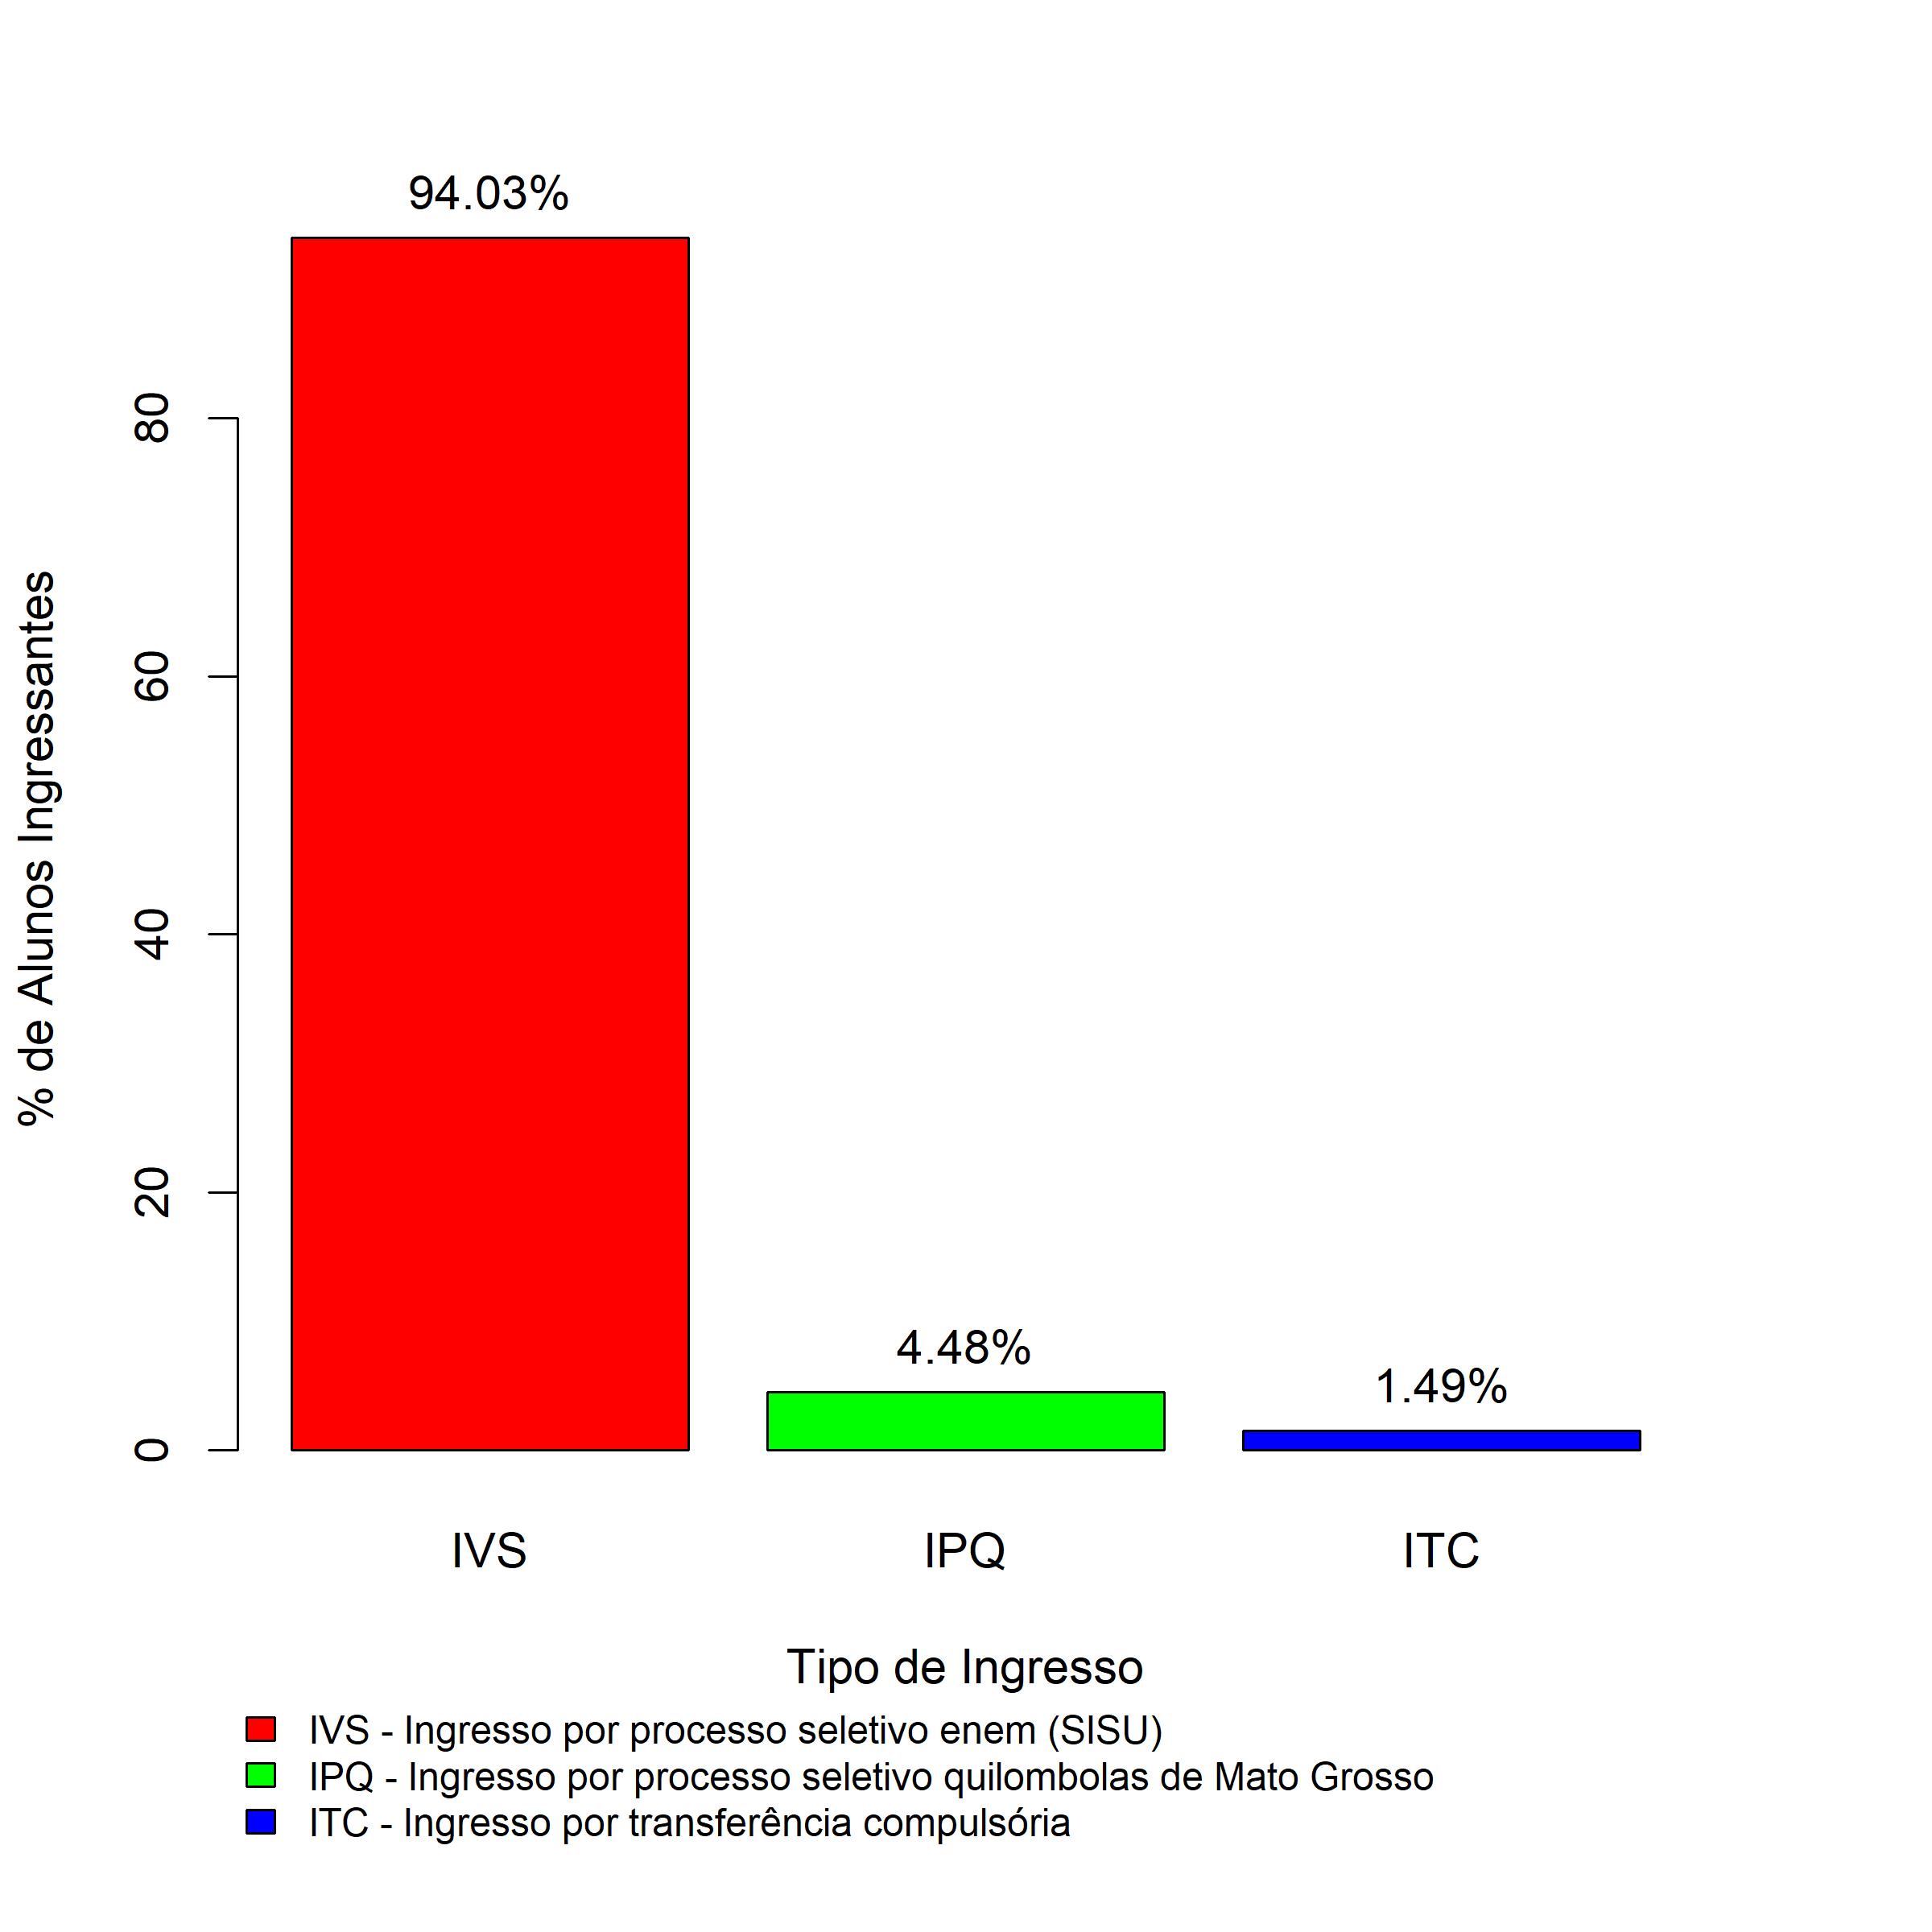 94.03%
80
60
40
20
0
% de Alunos Ingressantes
4.48%
1.49%
IVS
IPQ
ITC
Tipo de Ingresso
IVS - Ingresso por processo seletivo enem (SISU)
IPQ - Ingresso por processo seletivo quilombolas de Mato Grosso
ITC - Ingresso por transferência compulsória